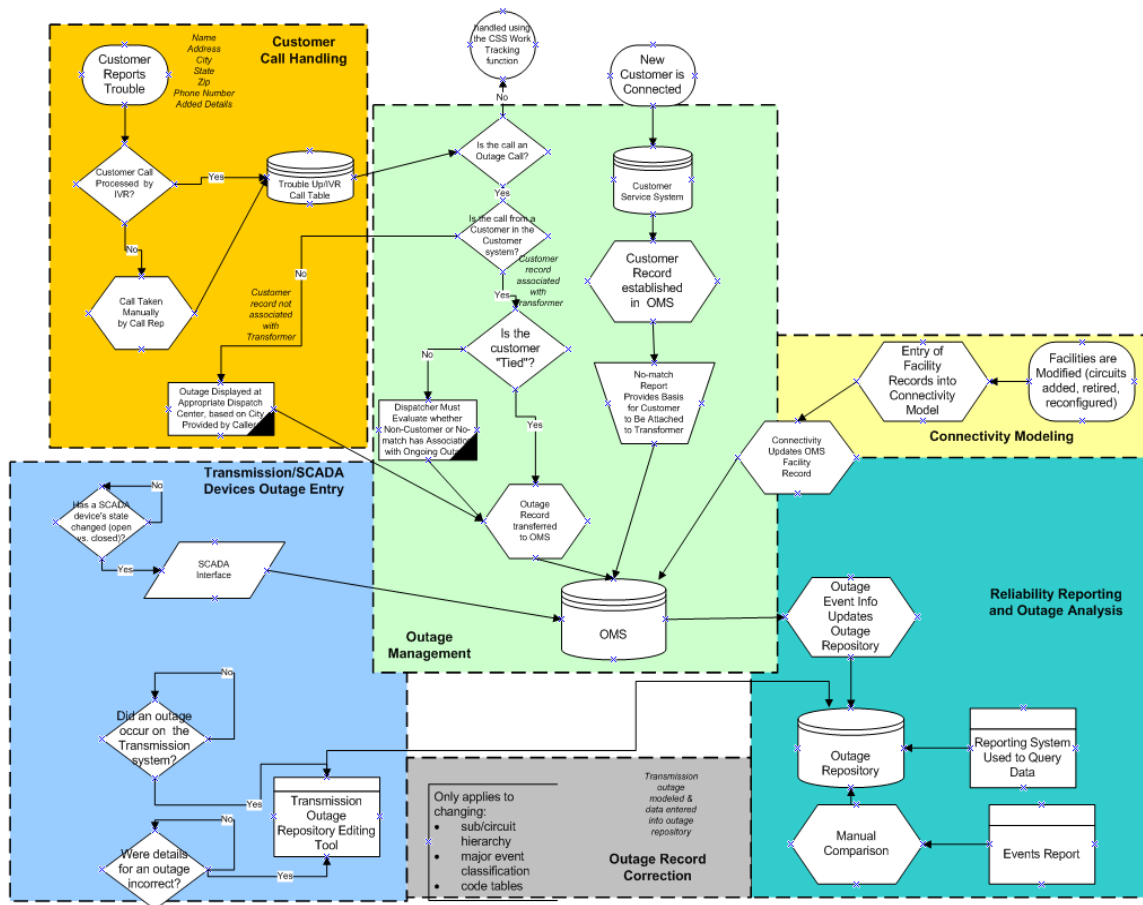 Customer
Call Handling
Name
Address
City
State
Zip
Phone Number
Added Details
Customer
Reports
Trouble
Customer Call
Processed by
IVR?
Yes
No
Trouble Up/IVR
Call Table
Call Taken
Manually
by Call Rep
Customer
record not
associated
with
Transformer
No
Outage Displayed at
Appropriate Dispatch
Center, based on City
Provided by Caller
handled using
the CSS Work
Tracking
function
No
Is the call an
Outage Call?
Yes
Is the call from a
Customer in the
Customer
system?
Customer
record
associated
with
Transformer
Yes
Is the
customer
"Tied"?
No
Yes
Dispatcher Must
Evaluate whether
Non-Customer or No-
match has Association
with Ongoing
Outage
Record
transferred
to OMS
New
Customer is
Connected
Customer
Service System
Customer
Record
established
in OMS
No-match
Report
Provides Basis
for Customer
to Be Attached
to Transformer
OMS
Outage
Management
Entry of
Facility
Records into
Connectivity
Model
Facilities are
Modified (circuits
added, retired,
reconfigured)
Connectivity Modeling
Connectivity
Updates OMS
Facility
Record
Transmission/SCADA
Devices Outage Entry
Has a SCADA
device's state
changed (open
vs. closed)?
No
Yes
SCADA
Interface
Did an outage
occur on the
Transmission
system?
No
Yes
Transmission
Outage
Repository Editing
Tool
Were details
for an outage
incorrect?
No
Yes
Only applies to
changing:
• sub/circuit
hierarchy
• major event
classification
• code tables
Transmission
outage
modeled &
data entered
into outage
repository
Outage Record
Correction
Outage
Event Info
Updates
Outage
Repository
Reliability Reporting
and Outage Analysis
Outage
Repository
Reporting System
Used to Query
Data
Manual
Comparison
Events Report